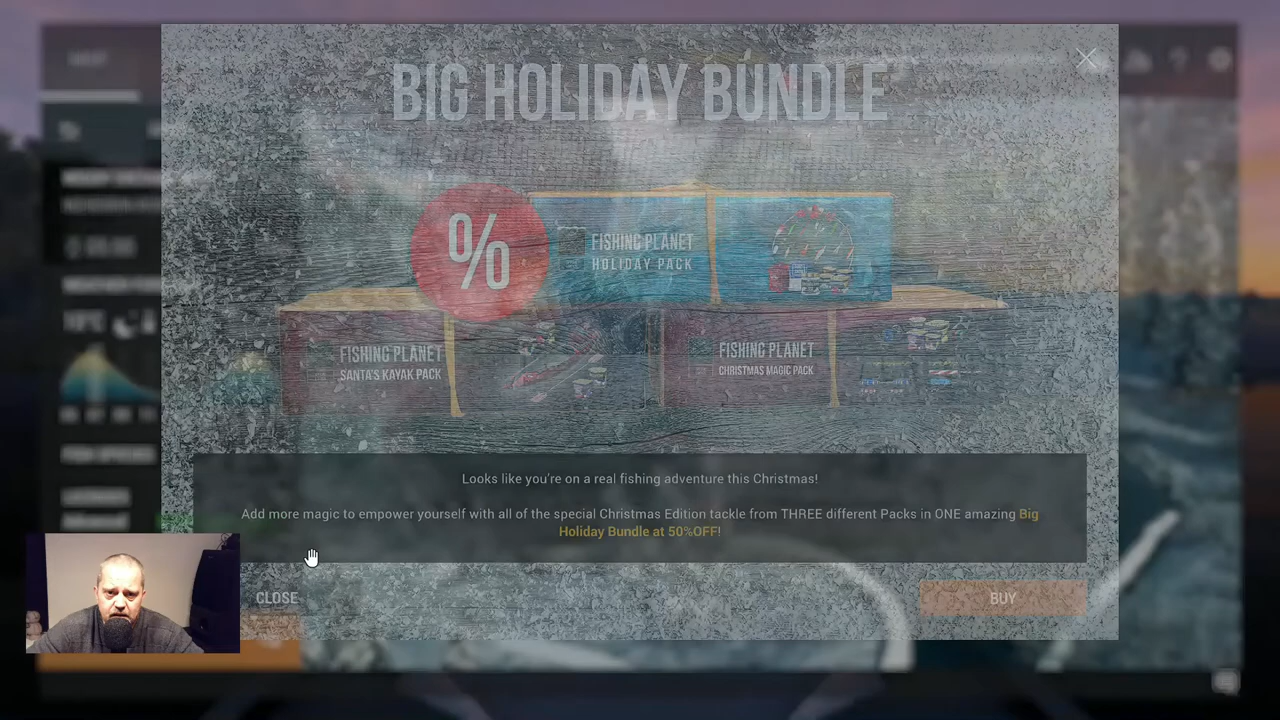 BIG HOLIDAY BUNDLE
%
FISHING PLANET
HOLIDAY PACK
FISHING PLANET
SANTA'S KAYAK PACK
FISHING PLANET
CHRISTMAS MAGIC PACK
Looks like you're on a real fishing adventure this Christmas!
Add more magic to empower yourself with all of the special Christmas Edition tackle from THREE different Packs in ONE amazing Big
Holiday Bundle at 50%OFF!
CLOSE
BUY